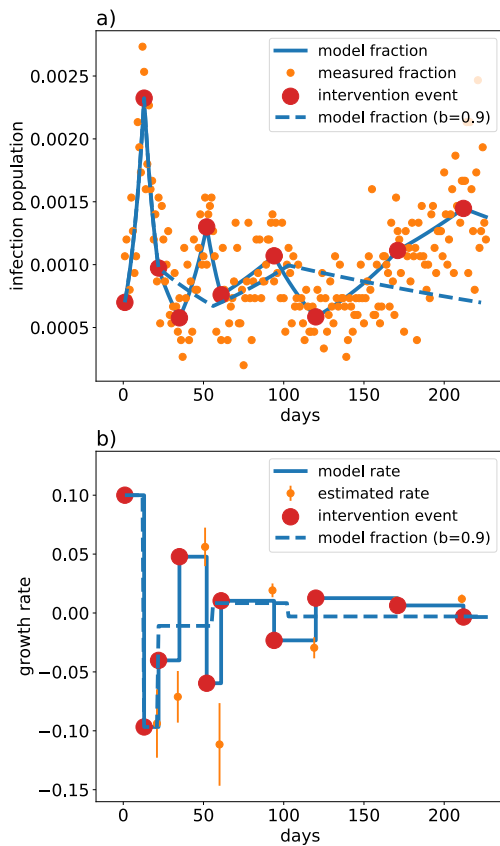 a)
model fraction
measured fraction
intervention event
model fraction (b=0.9)
0.0025
0.0020
0.0015
0.0010
0.0005
infection population
0 50 100 150 200
days
b)
model rate
estimated rate
intervention event
model fraction (b=0.9)
0.10
0.05
0.00
−0.05
−0.10
−0.15
growth rate
0 50 100 150 200
days